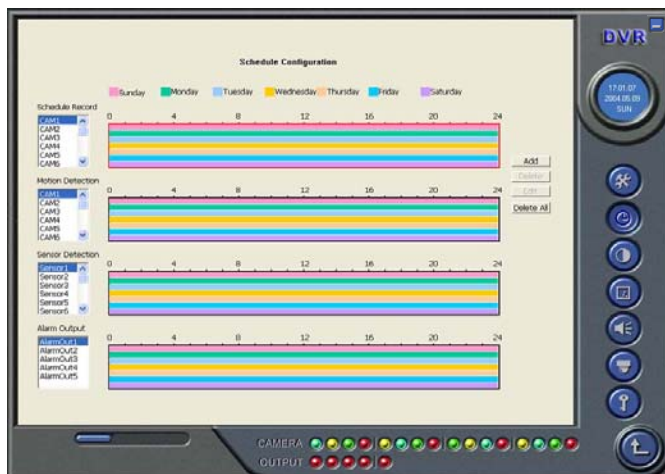 DVR
Schedule Configuration
Sunday Monday Tuesday Wednesday Thursday Friday Saturday
17:01:07
2004.05.09
SUN
Schedule Record
CAM1
CAM2
CAM3
CAM4
CAM5
CAM6
0 4 8 12 16 20 24
Add
Delete
Edit
Delete All
Motion Detection
CAM1
CAM2
CAM3
CAM4
CAM5
CAM6
0 4 8 12 16 20 24
Sensor Detection
Sensor1
Sensor2
Sensor3
Sensor4
Sensor5
Sensor6
0 4 8 12 16 20 24
Alarm Output
AlarmOut1
AlarmOut2
AlarmOut3
AlarmOut4
AlarmOut5
0 4 8 12 16 20 24
CAMERA
OUTPUT